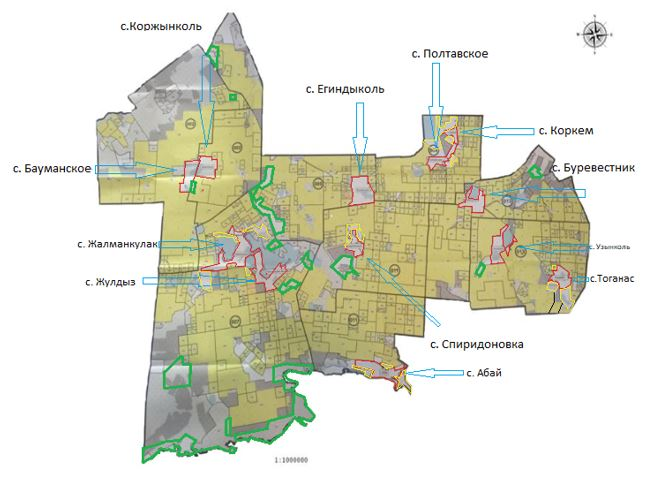 с.Коржынколь
с. Полтавское
с. Егиндыколь
с. Коркем
с. Бауманское
с. Буревестник
с. Жалманкулак
с. Узынколь
с. Жулдыз
с.Тоганас
с. Спиридоновка
с. Абай
1:1000000